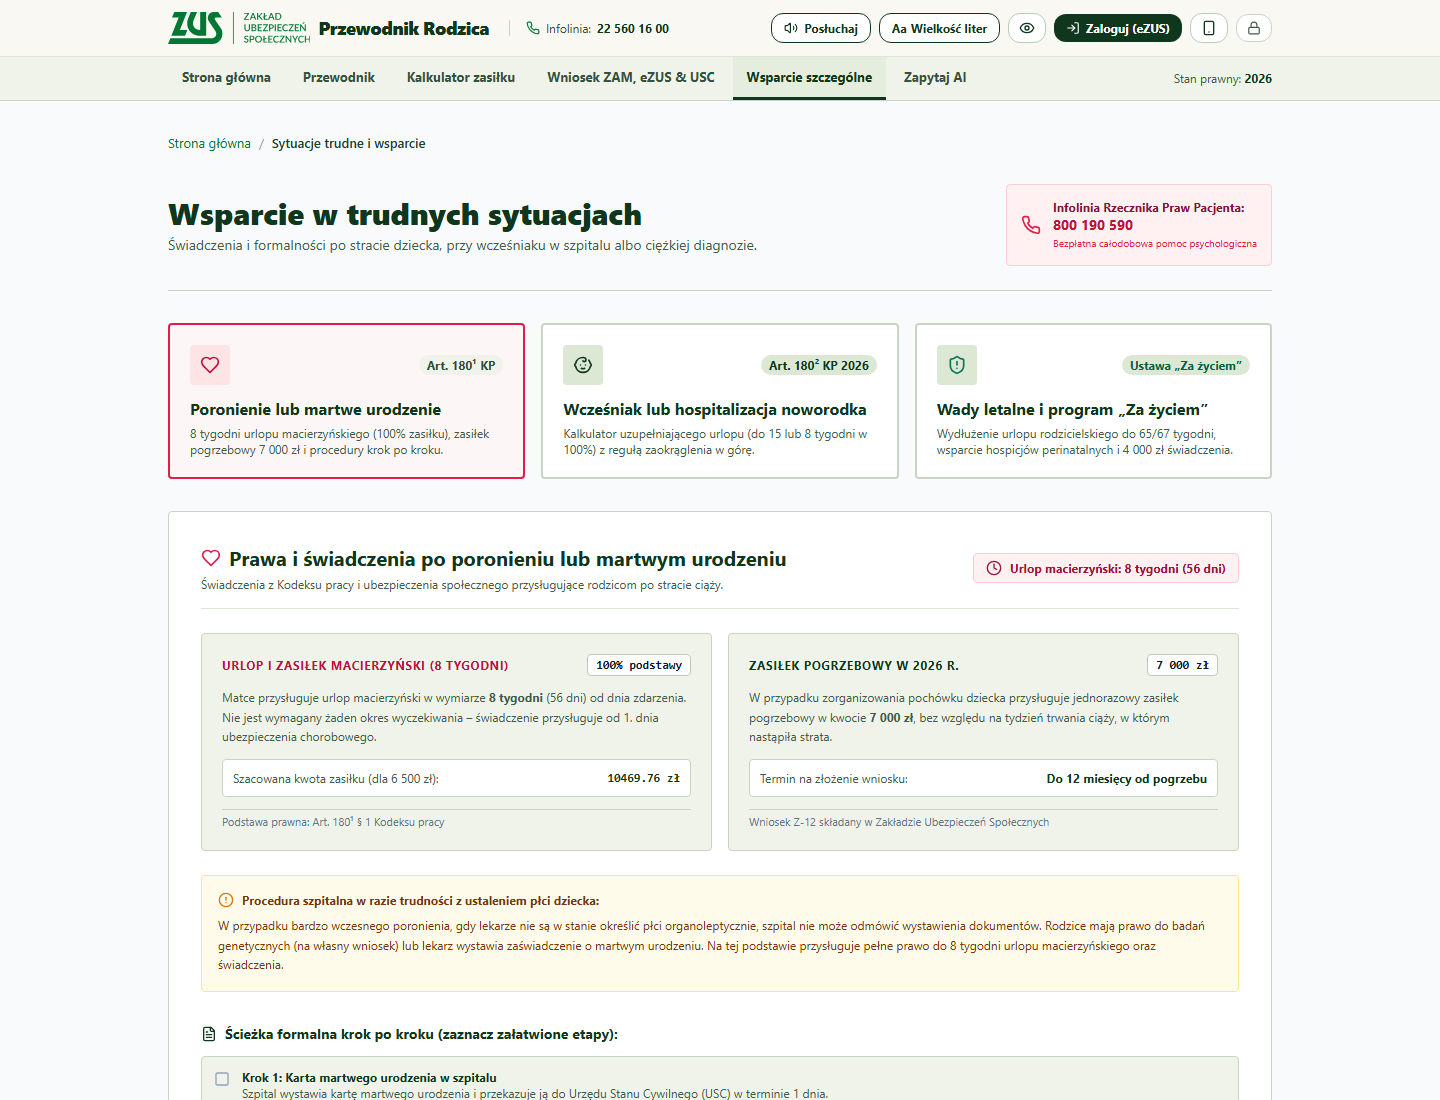 ZUS
ZAKŁAD
UBEZPIECZEŃ
SPOŁECZNYCH
Przewodnik Rodzica
Infolinia: 22 560 16 00
Posłuchaj
Aa Wielkość liter
Zaloguj (eZUS)
Strona główna
Przewodnik
Kalkulator zasiłku
Wniosek ZAM, eZUS & USC
Wsparcie szczególne
Zapytaj AI
Stan prawny: 2026
Strona główna / Sytuacje trudne i wsparcie
Wsparcie w trudnych sytuacjach
Świadczenia i formalności po stracie dziecka, przy wcześniaku w szpitalu albo ciężkiej diagnozie.
Infolinia Rzecznika Praw Pacjenta:
800 190 590
Bezpłatna całodobowa pomoc psychologiczna
Art. 180¹ KP
Poronienie lub martwe urodzenie
8 tygodni urlopu macierzyńskiego (100% zasiłku), zasiłek
pogrzebowy 7 000 zł i procedury krok po kroku.
Art. 180² KP 2026
Wcześniak lub hospitalizacja noworodka
Kalkulator uzupełniającego urlopu (do 15 lub 8 tygodni w
100%) z regułą zaokrąglenia w górę.
Ustawa „Za życiem”
Wady letalne i program „Za życiem”
Wydłużenie urlopu rodzicielskiego do 65/67 tygodni,
wsparcie hospicjów perinatalnych i 4 000 zł świadczenia.
Prawa i świadczenia po poronieniu lub martwym urodzeniu
Świadczenia z Kodeksu pracy i ubezpieczenia społecznego przysługujące rodzicom po stracie ciąży.
Urlop macierzyński: 8 tygodni (56 dni)
URLOP I ZASIŁEK MACIERZYŃSKI (8 TYGODNI)
100% podstawy
Matce przysługuje urlop macierzyński w wymiarze 8 tygodni (56 dni) od dnia zdarzenia.
Nie jest wymagany żaden okres wyczekiwania – świadczenie przysługuje od 1. dnia
ubezpieczenia chorobowego.
Szacowana kwota zasiłku (dla 6 500 zł):
10469.76 zł
Podstawa prawna: Art. 180¹ § 1 Kodeksu pracy
ZASIŁEK POGRZEBOWY W 2026 R.
7 000 zł
W przypadku zorganizowania pochówku dziecka przysługuje jednorazowy zasiłek
pogrzebowy w kwocie 7 000 zł, bez względu na tydzień trwania ciąży, w którym
nastąpiła strata.
Termin na złożenie wniosku:
Do 12 miesięcy od pogrzebu
Wniosek Z-12 składany w Zakładzie Ubezpieczeń Społecznych
Procedura szpitalna w razie trudności z ustaleniem płci dziecka:
W przypadku bardzo wczesnego poronienia, gdy lekarze nie są w stanie określić płci organoleptycznie, szpital nie może odmówić wystawienia dokumentów. Rodzice mają prawo do badań
genetycznych (na własny wniosek) lub lekarz wystawia zaświadczenie o martwym urodzeniu. Na tej podstawie przysługuje pełne prawo do 8 tygodni urlopu macierzyńskiego oraz
świadczenia.
Ścieżka formalna krok po kroku (zaznacz załatwione etapy):
Krok 1: Karta martwego urodzenia w szpitalu
Szpital wystawia kartę martwego urodzenia i przekazuje ją do Urzędu Stanu Cywilnego (USC) w terminie 1 dnia.